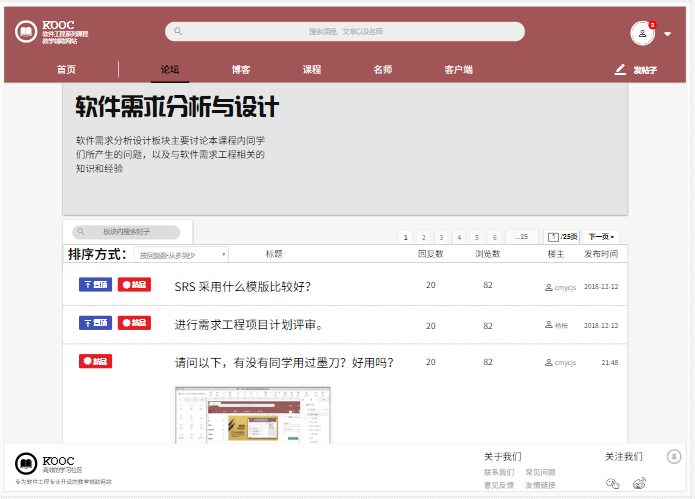 KOOC
软件工程系列课程
教学辅助网站
搜索课程、文章以及名师
2
首页
论坛
博客
课程
名师
客户端
发帖子
软件需求分析与设计
软件需求分析设计板块主要讨论本课程内同学
们所产生的问题，以及与软件需求工程相关的
知识和经验
板块内搜索帖子
1 2 3 4 5 6 ...25 1 /25页 下一页 >
排序方式: 按回复数-从多到少 标题 回复数 浏览数 楼主 发布时间
置顶 精品 SRS 采用什么模版比较好？ 20 82 cmycjs 2018-12-12
置顶 精品 进行需求工程项目计划评审。 20 82 2018-12-12
精品 请问以下，有没有同学用过墨刀？好用吗？ 20 82 cmycjs 21:48
KOOC
高效的学习社区
专为软件工程专业开设的教学辅助网站
关于我们
联系我们 常见问题
意见反馈 友情链接
关注我们